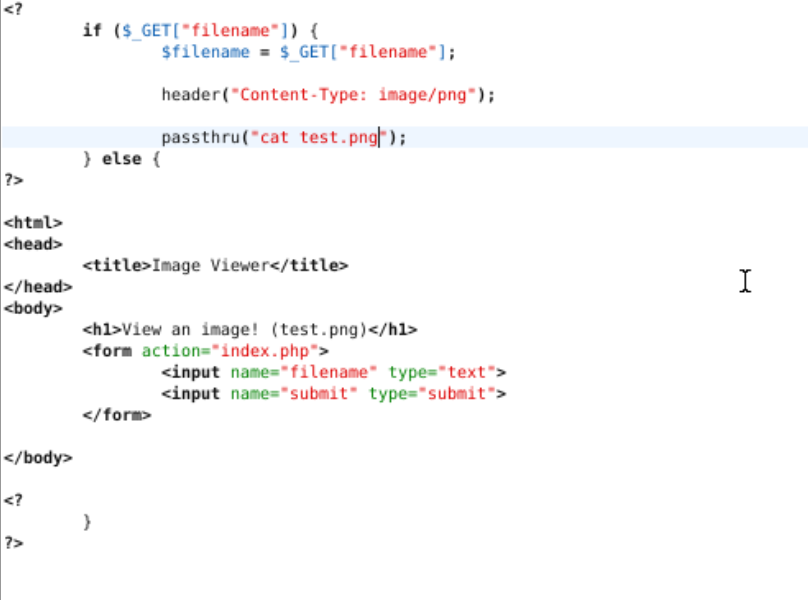 <?
if ($_GET["filename"]) {
$filename = $_GET["filename"];
header("Content-Type: image/png");
passthru("cat test.png");
} else {
?>
<html>
<head>
<title>Image Viewer</title>
</head>
<body>
<h1>View an image! (test.png)</h1>
<form action="index.php">
<input name="filename" type="text">
<input name="submit" type="submit">
</form>
</body>
<?
}
?>